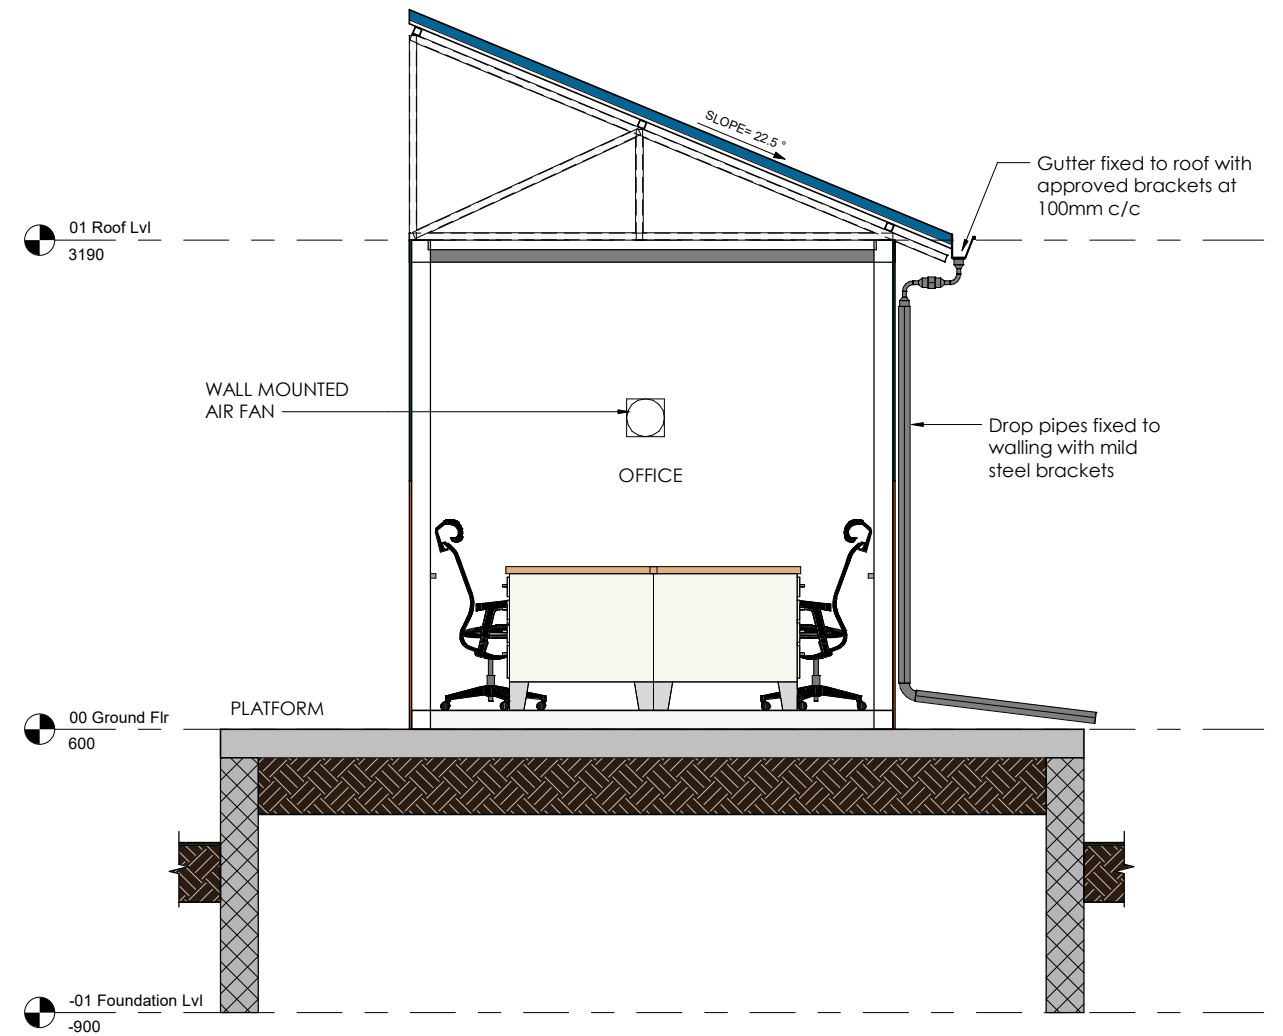 SLOPE= 22.5 °
Gutter fixed to roof with
approved brackets at
100mm c/c
01 Roof Lvl
3190
WALL MOUNTED
AIR FAN
Drop pipes fixed to
walling with mild
steel brackets
OFFICE
PLATFORM
00 Ground Flr
600
-01 Foundation Lvl
-900